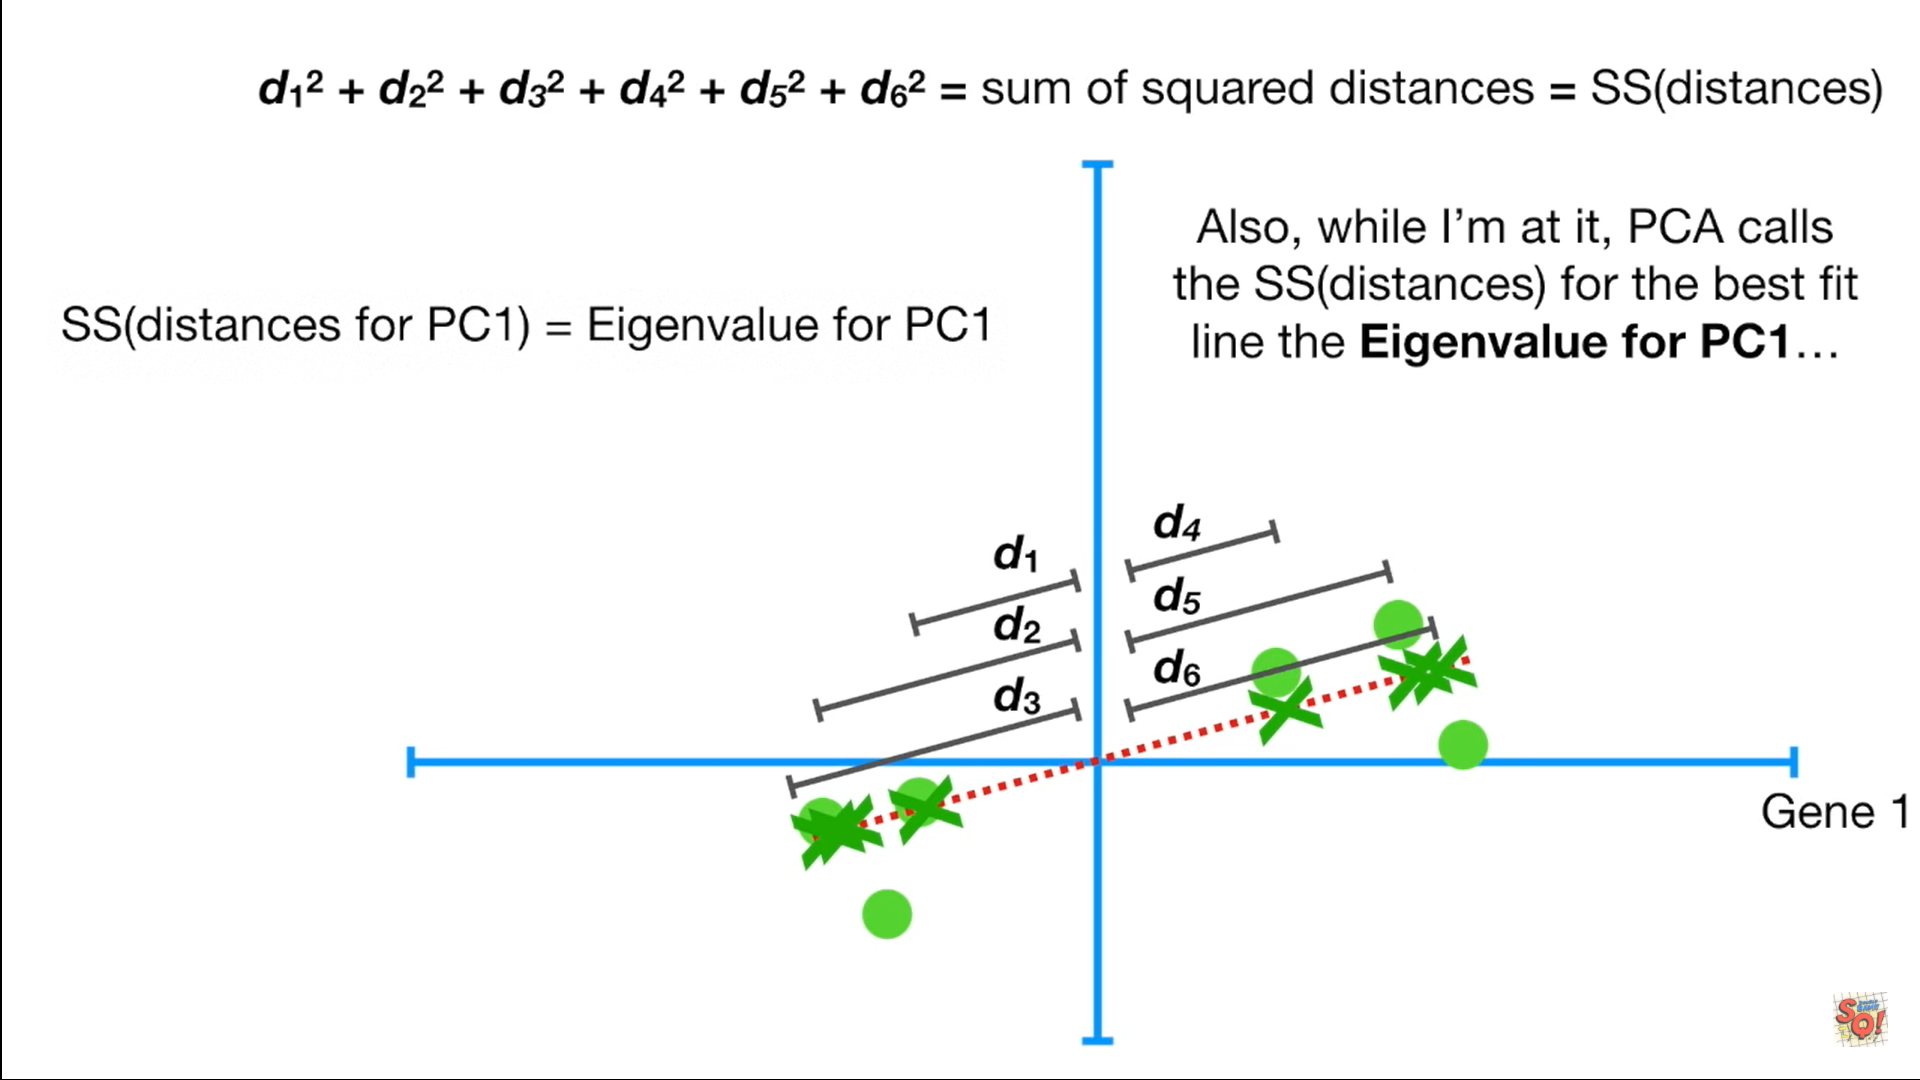 d₁² + d₂² + d₃² + d₄² + d₅² + d₆² = sum of squared distances = SS(distances)
Also, while I’m at it, PCA calls
the SS(distances) for the best fit
line the Eigenvalue for PC1…
SS(distances for PC1) = Eigenvalue for PC1
d₁
d₂
d₃
d₄
d₅
d₆
Gene 1
SQ!